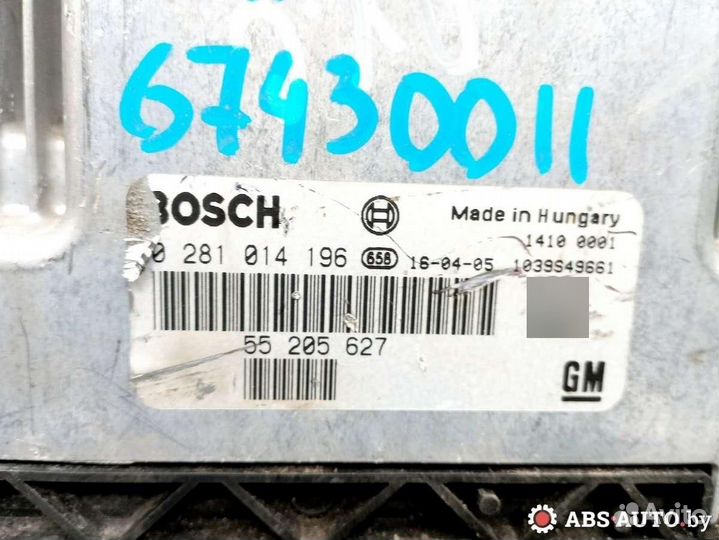 67430011
BOSCH
Made in Hungary
1410 0001
0 281 014 196 658 16-04-05 1039S49661
55 205 627
GM
ABS AUTO.by
Avito